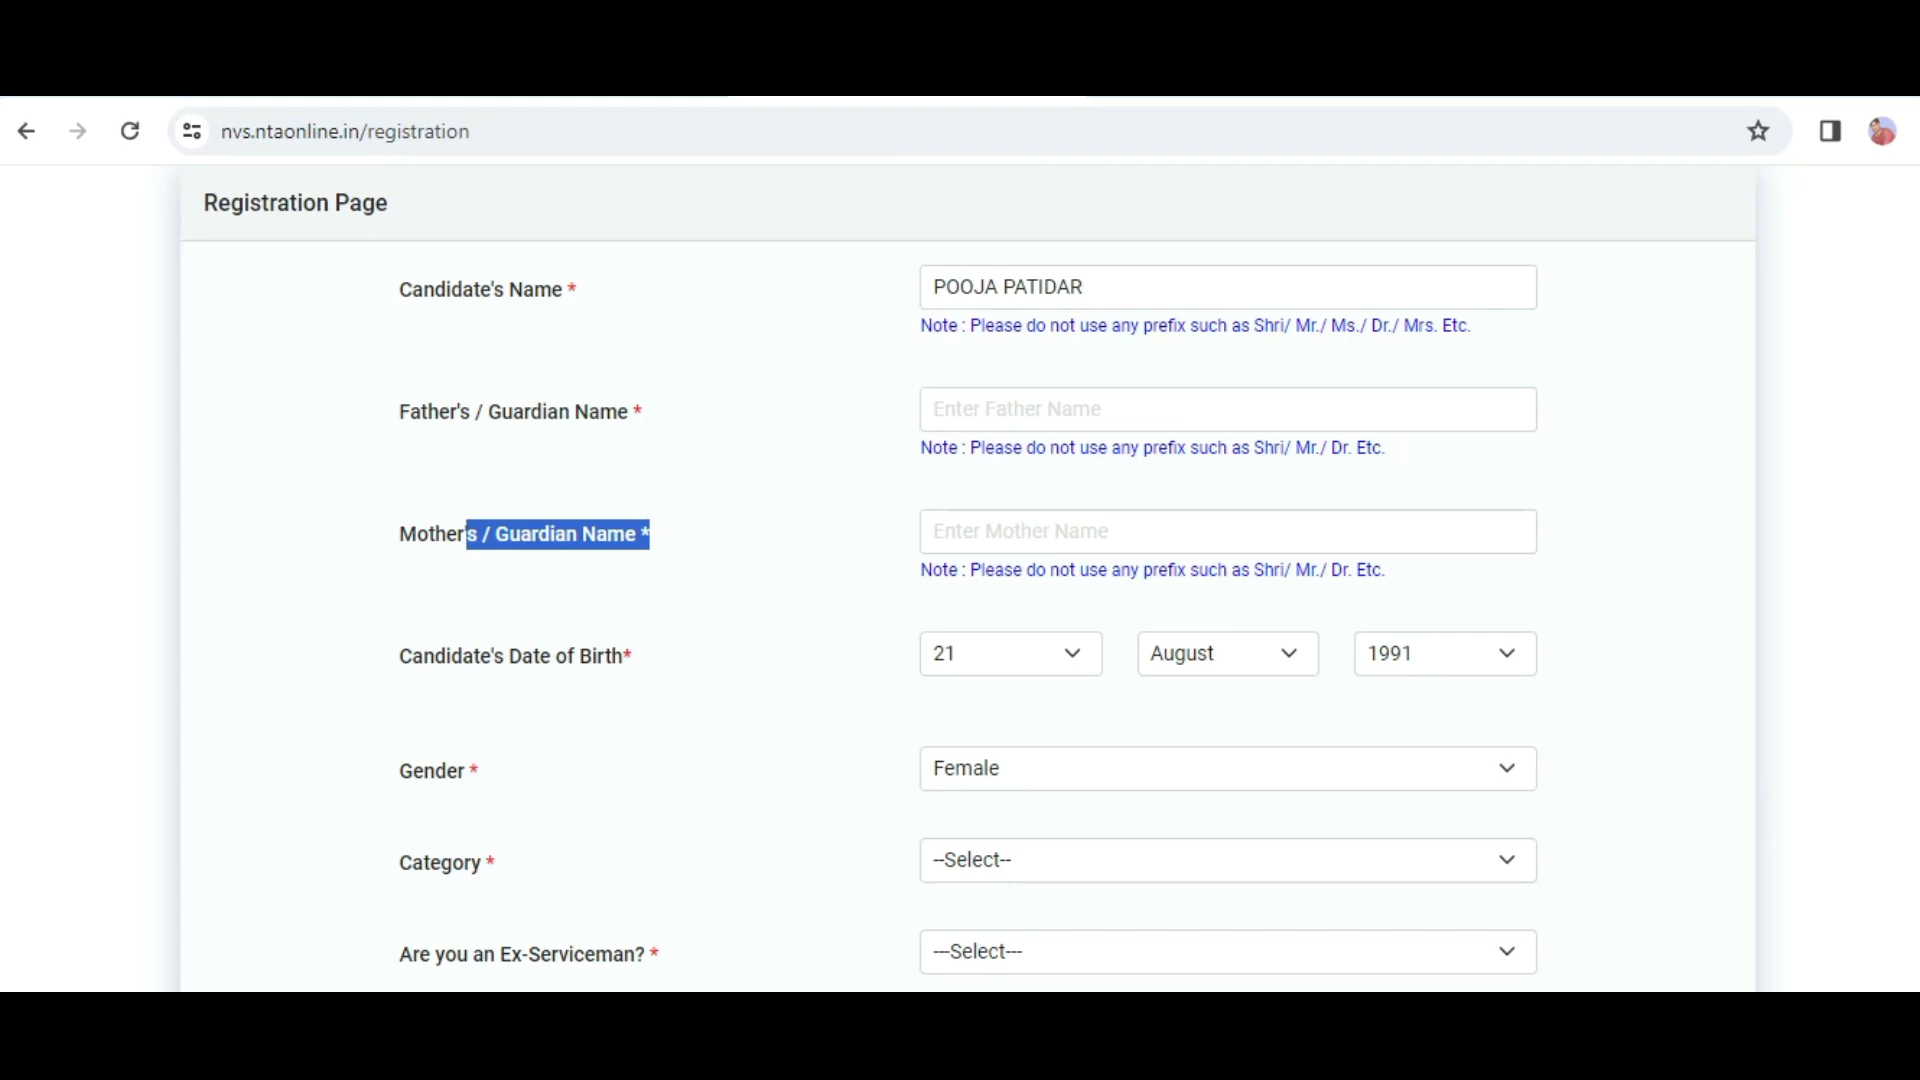 nvs.ntaonline.in/registration
Registration Page
Candidate's Name *
POOJA PATIDAR
Note : Please do not use any prefix such as Shri/ Mr./ Ms./ Dr./ Mrs. Etc.
Father's / Guardian Name *
Enter Father Name
Note : Please do not use any prefix such as Shri/ Mr./ Dr. Etc.
Mother's / Guardian Name *
Enter Mother Name
Note : Please do not use any prefix such as Shri/ Mr./ Dr. Etc.
Candidate's Date of Birth*
21 August 1991
Gender *
Female
Category *
--Select--
Are you an Ex-Serviceman? *
---Select---